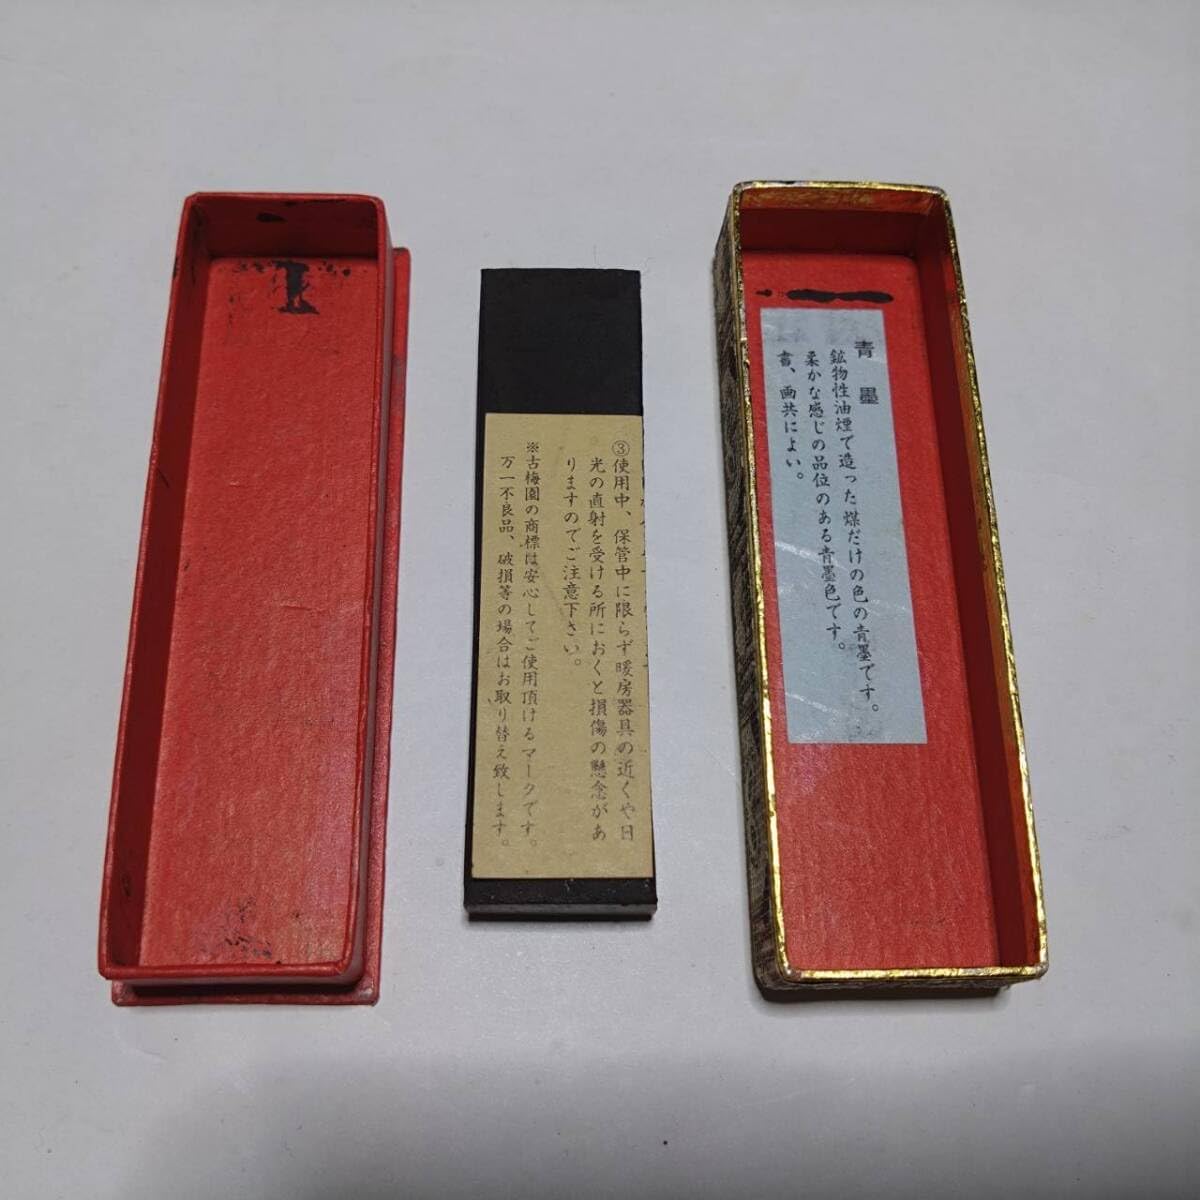 ③使用中、保管中に限らず暖房器具の近くや日
光の直射を受ける所におくと損傷の懸念があ
りますのでご注意下さい。
※古梅園の商標は安心してご使用頂けるマークです。
万一不良品、破損等の場合はお取り替え致します。
青墨
鉱物性油煙で造った煤だけの色の青墨です。
柔かな感じの品位のある青墨色です。
書、画共によい。